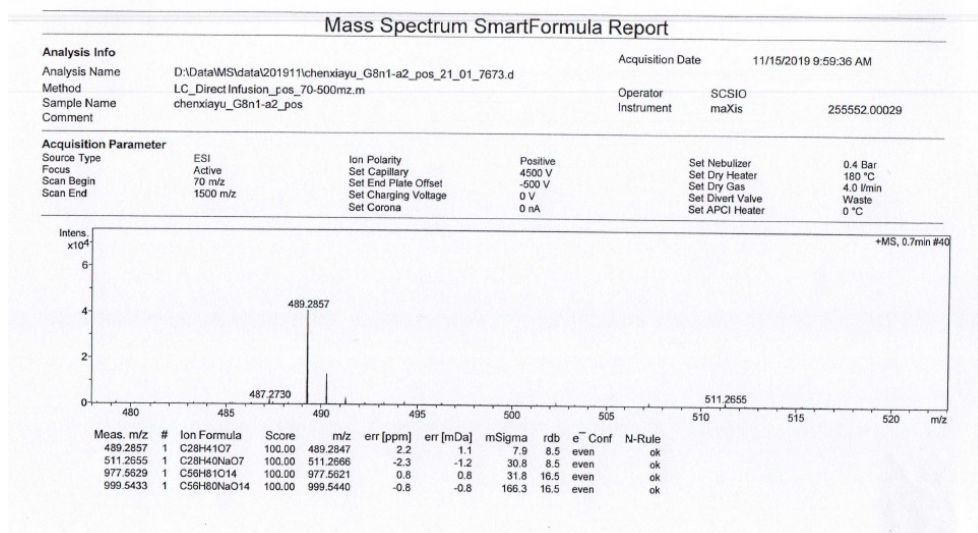 Mass Spectrum SmartFormula Report
Analysis Info
Acquisition Date 11/15/2019 9:59:36 AM
Analysis Name D:\Data\MS\data\201911\chenxiayu_G8n1-a2_pos_21_01_7673.d
Method LC_Direct Infusion_pos_70-500mz.m
Operator SCSIO
Sample Name chenxiayu_G8n1-a2_pos
Instrument maXis 255552.00029
Comment
Acquisition Parameter
Source Type ESI Ion Polarity Positive Set Nebulizer 0.4 Bar
Focus Active Set Capillary 4500 V Set Dry Heater 180 °C
Scan Begin 70 m/z Set End Plate Offset -500 V Set Dry Gas 4.0 l/min
Scan End 1500 m/z Set Charging Voltage 0 V Set Divert Valve Waste
Set Corona 0 nA Set APCI Heater 0 °C
Intens.
x10⁴
+MS, 0.7min #40
6
489.2857
4
2
487.2730
511.2655
0
480 485 490 495 500 505 510 515 520 m/z
Meas. m/z # Ion Formula Score m/z err [ppm] err [mDa] mSigma rdb e⁻ Conf N-Rule
489.2857 1 C28H41O7 100.00 489.2847 2.2 1.1 7.9 8.5 even ok
511.2655 1 C28H40NaO7 100.00 511.2666 -2.3 -1.2 30.8 8.5 even ok
977.5629 1 C56H81O14 100.00 977.5621 0.8 0.8 31.8 16.5 even ok
999.5433 1 C56H80NaO14 100.00 999.5440 -0.8 -0.8 166.3 16.5 even ok